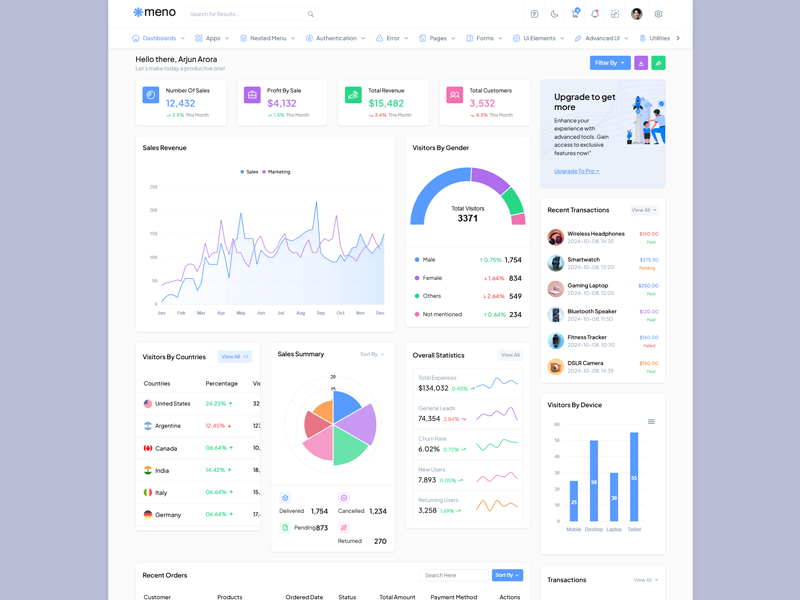 meno
Search for Results...
4
Dashboards
Apps
Nested Menu
Authentication
Error
Pages
Forms
UI Elements
Advanced UI
Utilities
Hello there, Arjun Arora
Let's make today a productive one!
Filter By
Number Of Sales
12,432
2.5% This Month
Profit By Sale
$4,132
1.5% This Month
Total Revenue
$15,482
3.4% This Month
Total Customers
3,532
4.5% This Month
Upgrade to get
more
Enhance your
experience with
advanced tools. Gain
access to exclusive
features now!"
Upgrade To Pro
Sales Revenue
Sales
Marketing
250
200
150
100
50
0
Jan
Feb
Mar
Apr
May
Jun
Jul
Aug
Sep
Oct
Nov
Dec
Visitors By Gender
Total Visitors
3371
Male
0.75%
1,754
Female
1.64%
834
Others
2.64%
549
Not mentioned
0.64%
234
Recent Transactions
View All
Wireless Headphones
2024-10-08, 14:35
$150.00
Paid
Smartwatch
2024-10-08, 13:20
$275.50
Pending
Gaming Laptop
2024-10-08, 12:05
$250.00
Paid
Bluetooth Speaker
2024-10-08, 11:50
$120.00
Paid
Fitness Tracker
2024-10-08, 10:30
$160.00
Failed
DSLR Camera
2024-10-08, 14:35
$150.00
Paid
Visitors By Countries
View All
Countries
Percentage
Vis
United States
24.23%
32
Argentina
12.45%
123
Canada
06.64%
10,
India
14.42%
18,
Italy
06.64%
15,
Germany
06.64%
17,
Sales Summary
Sort By
20
15
Delivered
1,754
Cancelled
1,234
Pending
873
Returned
270
Overall Statistics
View All
Total Expenses
$134,032
0.45%
General Leads
74,354
3.84%
Churn Rate
6.02%
0.72%
New Users
7,893
11.05%
Returning Users
3,258
1.69%
Visitors By Device
60
50
40
30
20
10
0
25
50
30
55
Mobile
Desktop
Laptop
Tablet
Recent Orders
Search Here
Sort By
Customer
Products
Ordered Date
Status
Total Amount
Payment Method
Actions
Transactions
View All